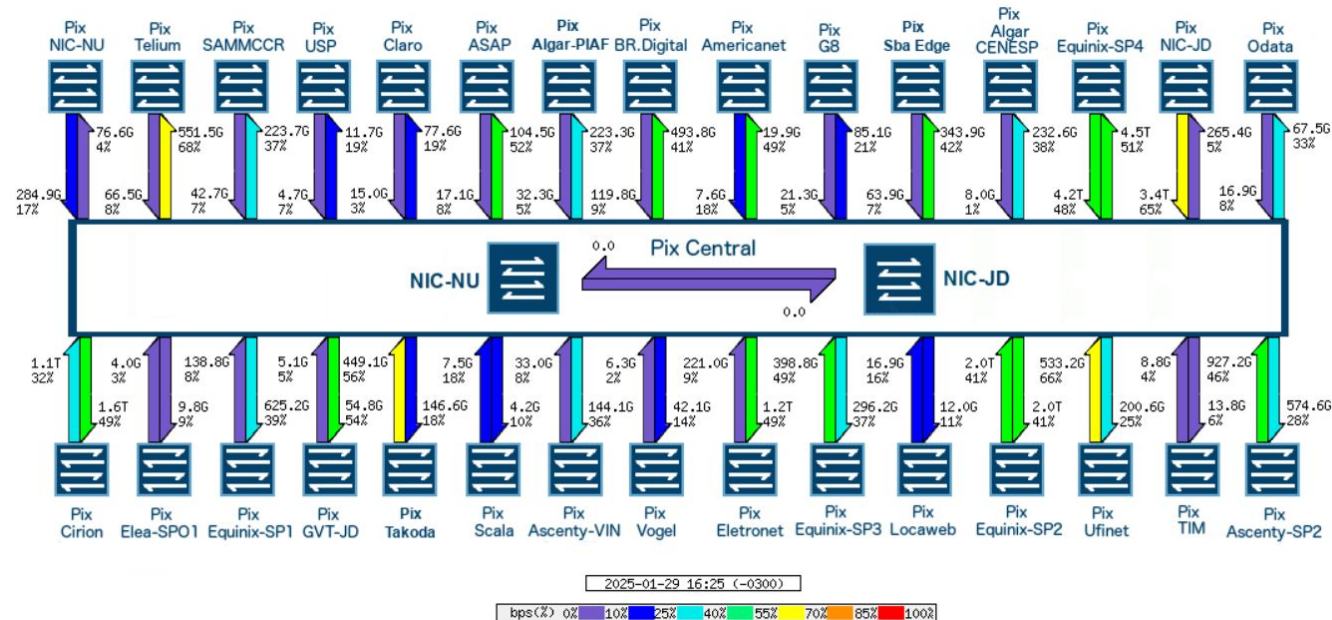 Pix NIC-NU
Pix Telium
Pix SAMMCCR
Pix USP
Pix Claro
Pix ASAP
Pix Algar-PIAF
Pix BR.Digital
Pix Americanet
Pix G8
Pix Sba Edge
Pix Algar CENESP
Pix Equinix-SP4
Pix NIC-JD
Pix Odata
76.6G 4%
551.5G 68%
223.7G 37%
11.7G 19%
77.6G 19%
104.5G 52%
223.3G 37%
493.8G 41%
19.9G 49%
85.1G 21%
343.9G 42%
232.6G 38%
4.5T 51%
265.4G 5%
67.5G 33%
284.9G 17%
66.5G 8%
42.7G 7%
4.7G 7%
15.0G 3%
17.1G 8%
32.3G 5%
119.8G 9%
7.6G 18%
21.3G 5%
63.9G 7%
8.0G 1%
4.2T 48%
3.4T 65%
16.9G 8%
0.0
Pix Central
NIC-NU
NIC-JD
0.0
1.1T 32%
4.0G 3%
138.8G 8%
5.1G 5%
449.1G 56%
7.5G 18%
33.0G 8%
6.3G 2%
221.0G 9%
398.8G 49%
16.9G 16%
2.0T 41%
533.2G 66%
8.8G 4%
927.2G 46%
1.6T 49%
9.8G 9%
625.2G 39%
54.8G 54%
146.6G 18%
4.2G 10%
144.1G 36%
42.1G 14%
1.2T 49%
296.2G 37%
12.0G 11%
2.0T 41%
200.6G 25%
13.8G 6%
574.6G 28%
Pix Cirion
Pix Elea-SPO1
Pix Equinix-SP1
Pix GVT-JD
Pix Takoda
Pix Scala
Pix Ascenty-VIN
Pix Vogel
Pix Eletronet
Pix Equinix-SP3
Pix Locaweb
Pix Equinix-SP2
Pix Ufinet
Pix TIM
Pix Ascenty-SP2
2025-01-29 16:25 (-0300)
bps(%) 0% 10% 25% 40% 55% 70% 85% 100%